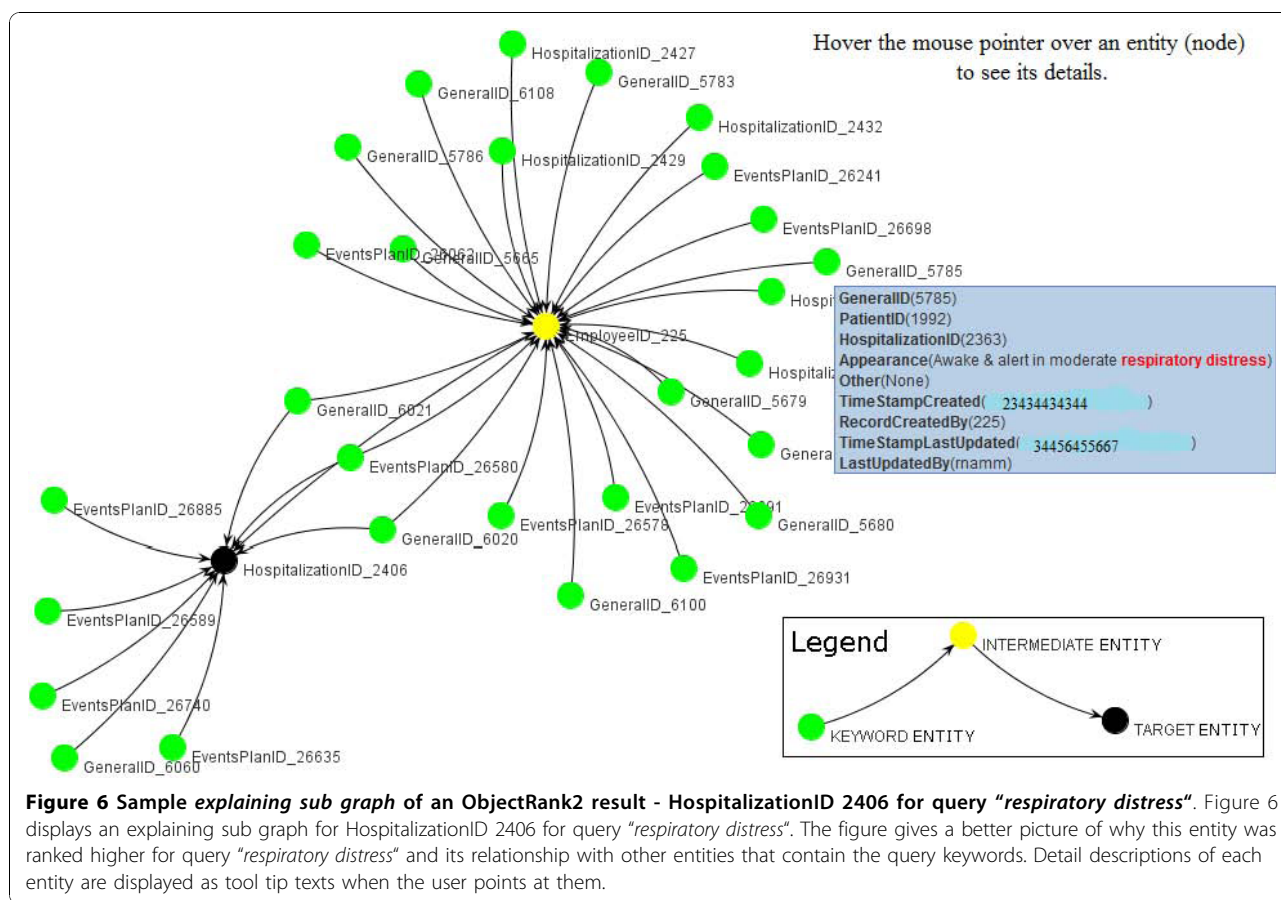 Hover the mouse pointer over an entity (node)
to see its details.
HospitalizationID_2427
GeneralID_5783
GeneralID_6108
HospitalizationID_2432
GeneralID_5786
HospitalizationID_2429
EventsPlanID_26241
EventsPlanID_26698
EventsPlanID_26062
GeneralID_5665
GeneralID_5785
EmployeeID_225
GeneralID(5785)
PatientID(1992)
HospitalizationID(2363)
Appearance(Awake & alert in moderate respiratory distress)
Other(None)
TimeStampCreated( 23434434344 )
RecordCreatedBy(225)
TimeStampLastUpdated( 34456455667 )
LastUpdatedBy(rnamm)
GeneralID_5679
GeneralID_6021
EventsPlanID_26580
EventsPlanID_26885
EventsPlanID_26578
GeneralID_5680
GeneralID_6020
HospitalizationID_2406
EventsPlanID_26931
GeneralID_6100
EventsPlanID_26589
EventsPlanID_26740
GeneralID_6060
EventsPlanID_26635
Legend
INTERMEDIATE ENTITY
KEYWORD ENTITY
TARGET ENTITY
Figure 6 Sample explaining sub graph of an ObjectRank2 result - HospitalizationID 2406 for query “respiratory distress“. Figure 6
displays an explaining sub graph for HospitalizationID 2406 for query “respiratory distress“. The figure gives a better picture of why this entity was
ranked higher for query “respiratory distress“ and its relationship with other entities that contain the query keywords. Detail descriptions of each
entity are displayed as tool tip texts when the user points at them.